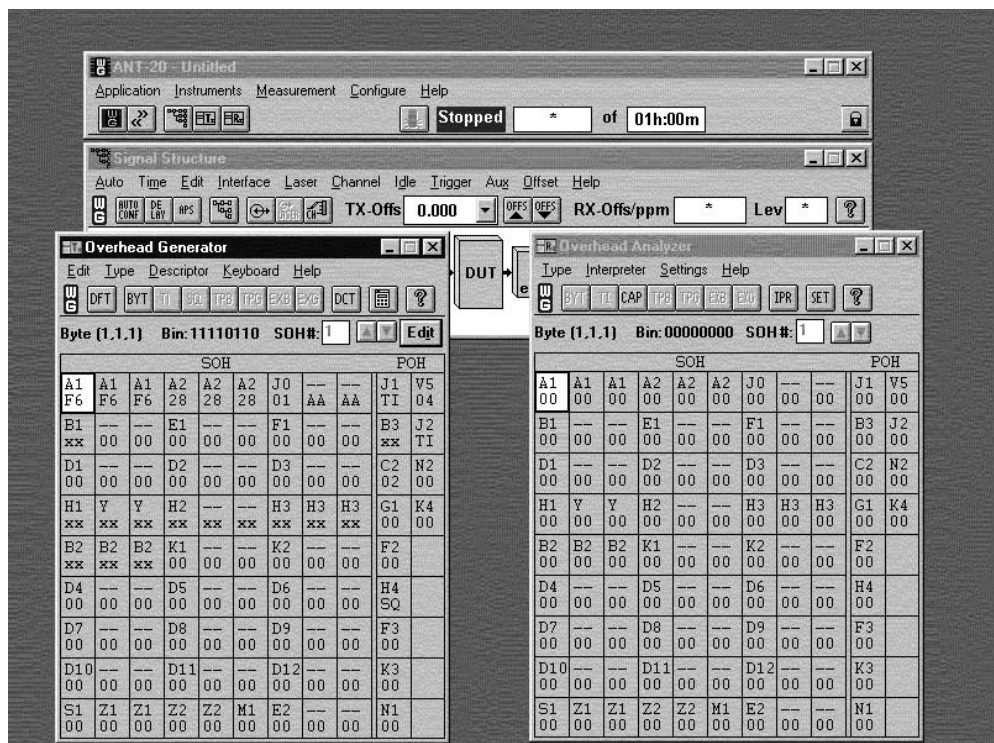 ANT-20 - Untitled
Application Instruments Measurement Configure Help
Stopped * of 01h:00m
Signal Structure
Auto Time Edit Interface Laser Channel Idle Trigger Aux Offset Help
AUTO CONF DE LAY APS TX-Offs 0.000 OFFS OFFS RX-Offs/ppm * Lev * ?
DUT
Overhead Generator
Edit Type Descriptor Keyboard Help
DFT BYT TI SQ TPB TPG EXB EXG DCT ?
Byte (1,1,1) Bin:11110110 SOH#: 1 Edit
SOH POH
A1 A1 A1 A2 A2 A2 J0 -- -- J1 V5
F6 F6 F6 28 28 28 01 AA AA TI 04
B1 -- -- E1 -- -- F1 -- -- B3 J2
xx 00 00 00 00 00 00 00 00 xx TI
D1 -- -- D2 -- -- D3 -- -- C2 N2
00 00 00 00 00 00 00 00 00 02 00
H1 Y Y H2 -- -- H3 H3 H3 G1 K4
xx xx xx xx xx xx xx xx xx 00 00
B2 B2 B2 K1 -- -- K2 -- -- F2
xx xx xx 00 00 00 00 00 00 00
D4 -- -- D5 -- -- D6 -- -- H4
00 00 00 00 00 00 00 00 00 SQ
D7 -- -- D8 -- -- D9 -- -- F3
00 00 00 00 00 00 00 00 00 00
D10 -- -- D11 -- -- D12 -- -- K3
00 00 00 00 00 00 00 00 00 00
S1 Z1 Z1 Z2 Z2 M1 E2 -- -- N1
00 00 00 00 00 00 00 00 00 00
Overhead Analyzer
Type Interpreter Settings Help
BYT TI CAP TPB TPG EXB EXG IPR SET ?
Byte (1,1,1) Bin:00000000 SOH#: 1
SOH POH
A1 A1 A1 A2 A2 A2 J0 -- -- J1 V5
00 00 00 00 00 00 00 00 00 00 00
B1 -- -- E1 -- -- F1 -- -- B3 J2
00 00 00 00 00 00 00 00 00 00 00
D1 -- -- D2 -- -- D3 -- -- C2 N2
00 00 00 00 00 00 00 00 00 00 00
H1 Y Y H2 -- -- H3 H3 H3 G1 K4
00 00 00 00 00 00 00 00 00 00 00
B2 B2 B2 K1 -- -- K2 -- -- F2
00 00 00 00 00 00 00 00 00 00
D4 -- -- D5 -- -- D6 -- -- H4
00 00 00 00 00 00 00 00 00 00
D7 -- -- D8 -- -- D9 -- -- F3
00 00 00 00 00 00 00 00 00 00
D10 -- -- D11 -- -- D12 -- -- K3
00 00 00 00 00 00 00 00 00 00
S1 Z1 Z1 Z2 Z2 M1 E2 -- -- N1
00 00 00 00 00 00 00 00 00 00